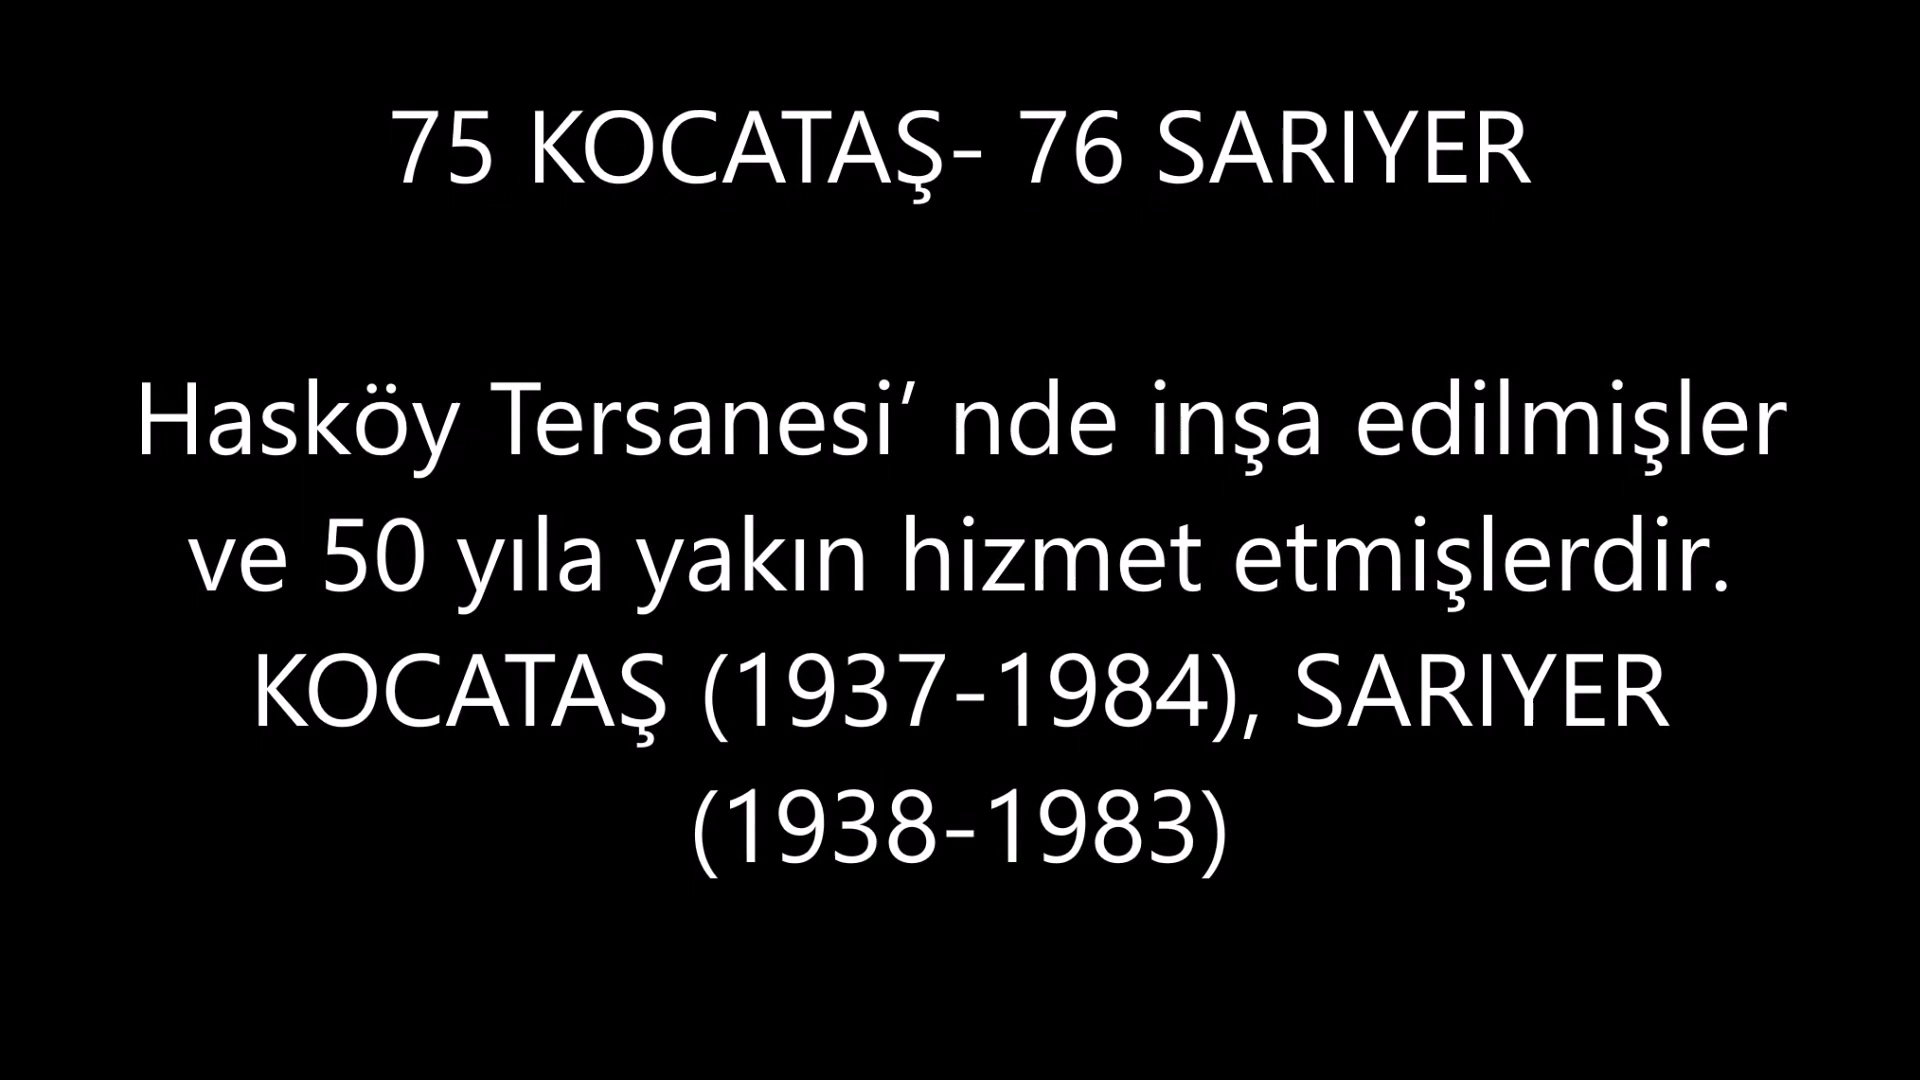 75 KOCATAŞ- 76 SARIYER
Hasköy Tersanesi’ nde inşa edilmişler
ve 50 yıla yakın hizmet etmişlerdir.
KOCATAŞ (1937-1984), SARIYER
(1938-1983)